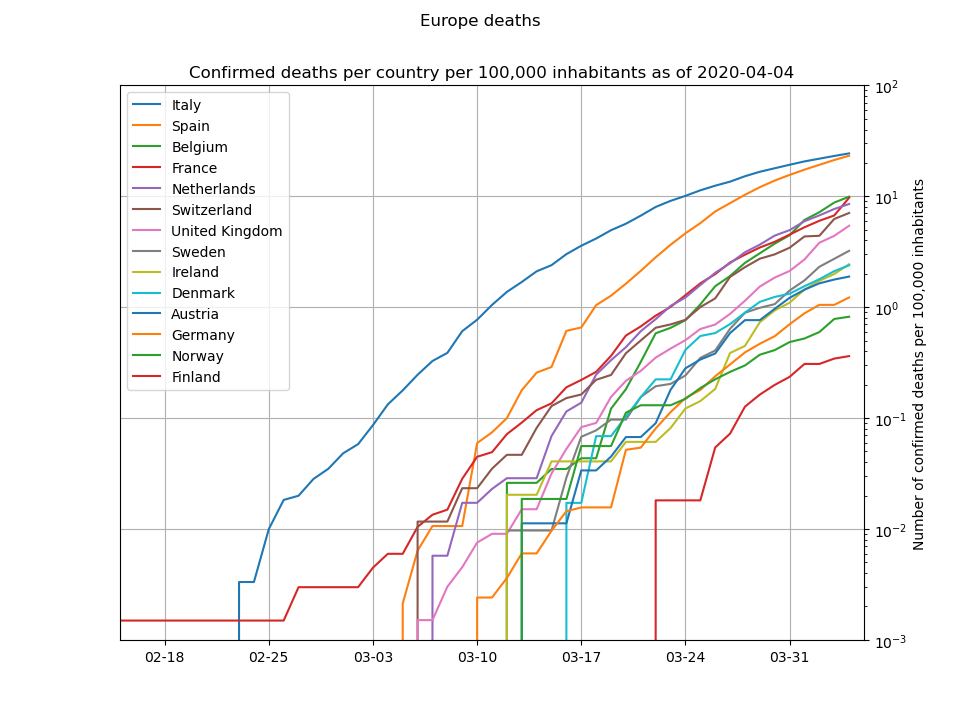 Europe deaths
Confirmed deaths per country per 100,000 inhabitants as of 2020-04-04
Italy
Spain
Belgium
France
Netherlands
Switzerland
United Kingdom
Sweden
Ireland
Denmark
Austria
Germany
Norway
Finland
10²
10¹
10⁰
10⁻¹
10⁻²
10⁻³
Number of confirmed deaths per 100,000 inhabitants
02-18 02-25 03-03 03-10 03-17 03-24 03-31